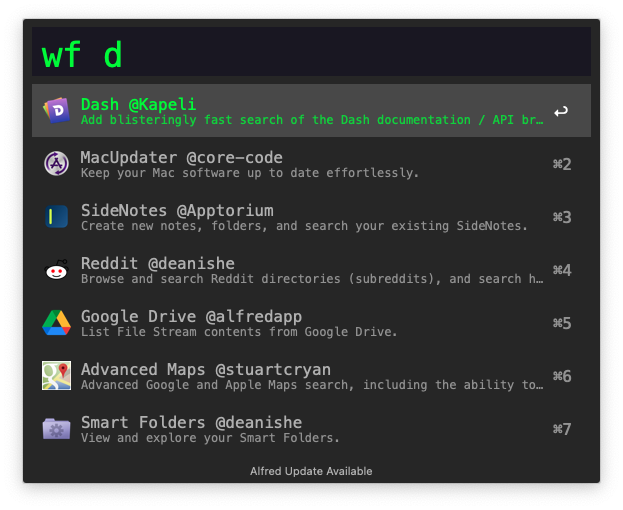 wf d
Dash @Kapeli
Add blisteringly fast search of the Dash documentation / API br…
↩
MacUpdater @core-code
Keep your Mac software up to date effortlessly.
⌘2
SideNotes @Apptorium
Create new notes, folders, and search your existing SideNotes.
⌘3
Reddit @deanishe
Browse and search Reddit directories (subreddits), and search h…
⌘4
Google Drive @alfredapp
List File Stream contents from Google Drive.
⌘5
Advanced Maps @stuartcryan
Advanced Google and Apple Maps search, including the ability to…
⌘6
Smart Folders @deanishe
View and explore your Smart Folders.
⌘7
Alfred Update Available